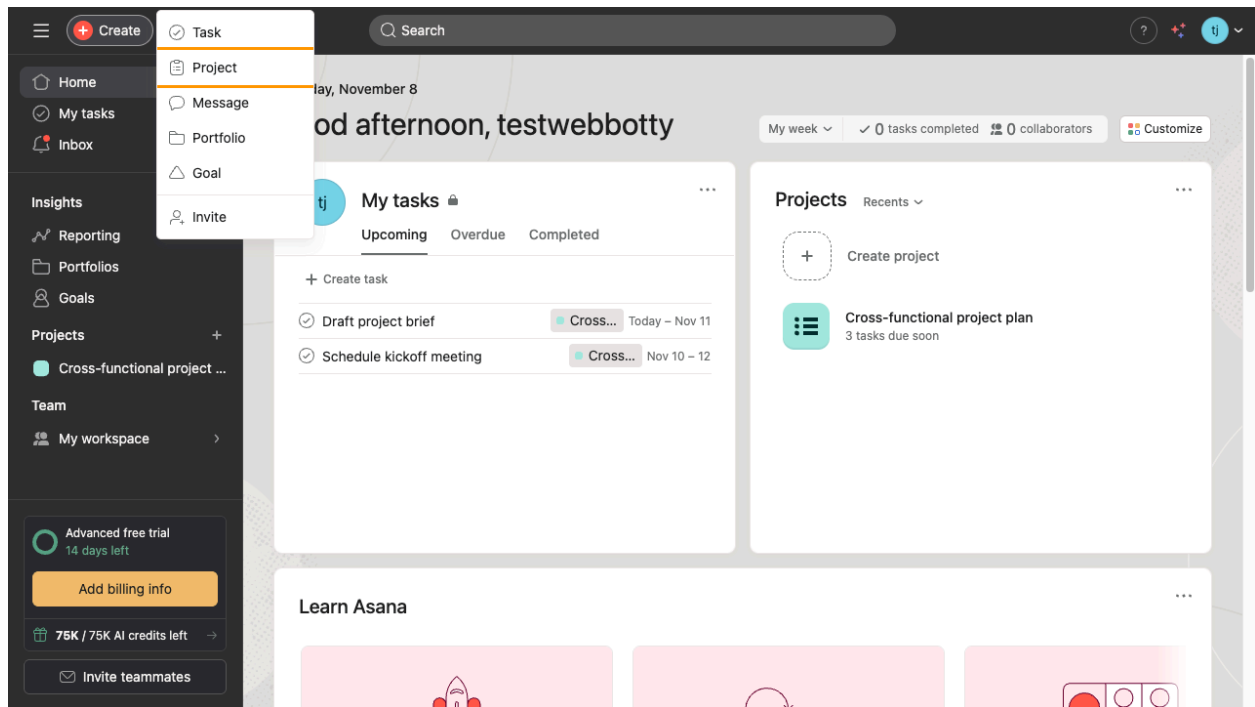 Create
Search
?
tj
Task
Project
Message
Portfolio
Goal
Invite
Home
My tasks
Inbox
Insights
Reporting
Portfolios
Goals
Projects
Cross-functional project ...
Team
My workspace
Advanced free trial
14 days left
Add billing info
75K / 75K AI credits left
Invite teammates
day, November 8
od afternoon, testwebbotty
My week
0 tasks completed
0 collaborators
Customize
tj
My tasks
Upcoming Overdue Completed
+ Create task
Draft project brief Cross... Today – Nov 11
Schedule kickoff meeting Cross... Nov 10 – 12
Projects Recents
Create project
Cross-functional project plan
3 tasks due soon
Learn Asana